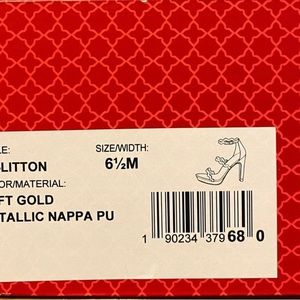 LE: SIZE/WIDTH:
LITTON 6½M
OR/MATERIAL:
FT GOLD
TALLIC NAPPA PU
1 90234 37968 0